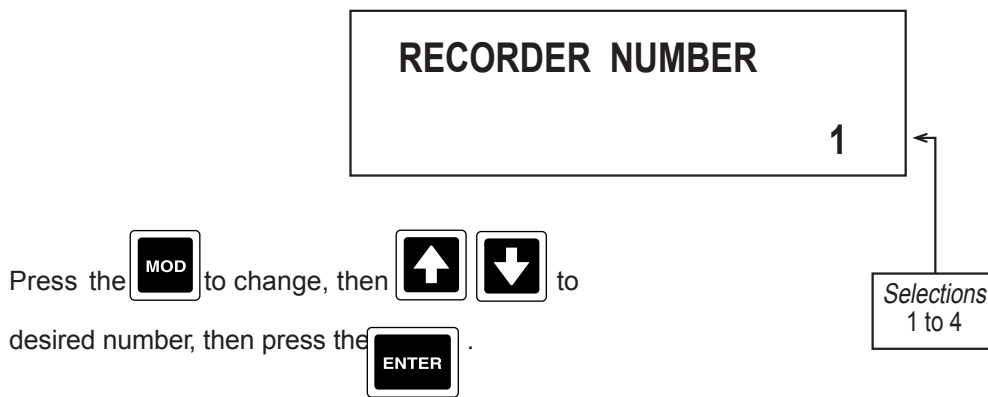 RECORDER NUMBER
1
Press the MOD to change, then to
Selections
1 to 4
desired number, then press the ENTER .